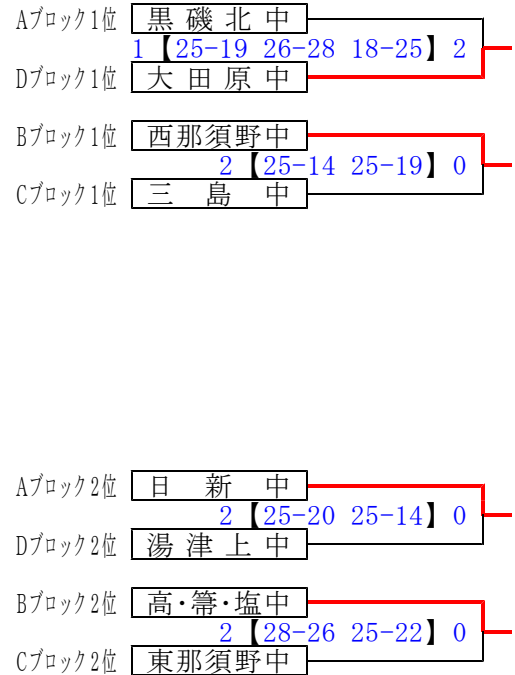 Aブロック1位 黒磯北中
1【25-19 26-28 18-25】2
Dブロック1位 大田原中
Bブロック1位 西那須野中
2【25-14 25-19】0
Cブロック1位 三島中
Aブロック2位 日新中
2【25-20 25-14】0
Dブロック2位 湯津上中
Bブロック2位 高・箒・塩中
2【28-26 25-22】0
Cブロック2位 東那須野中